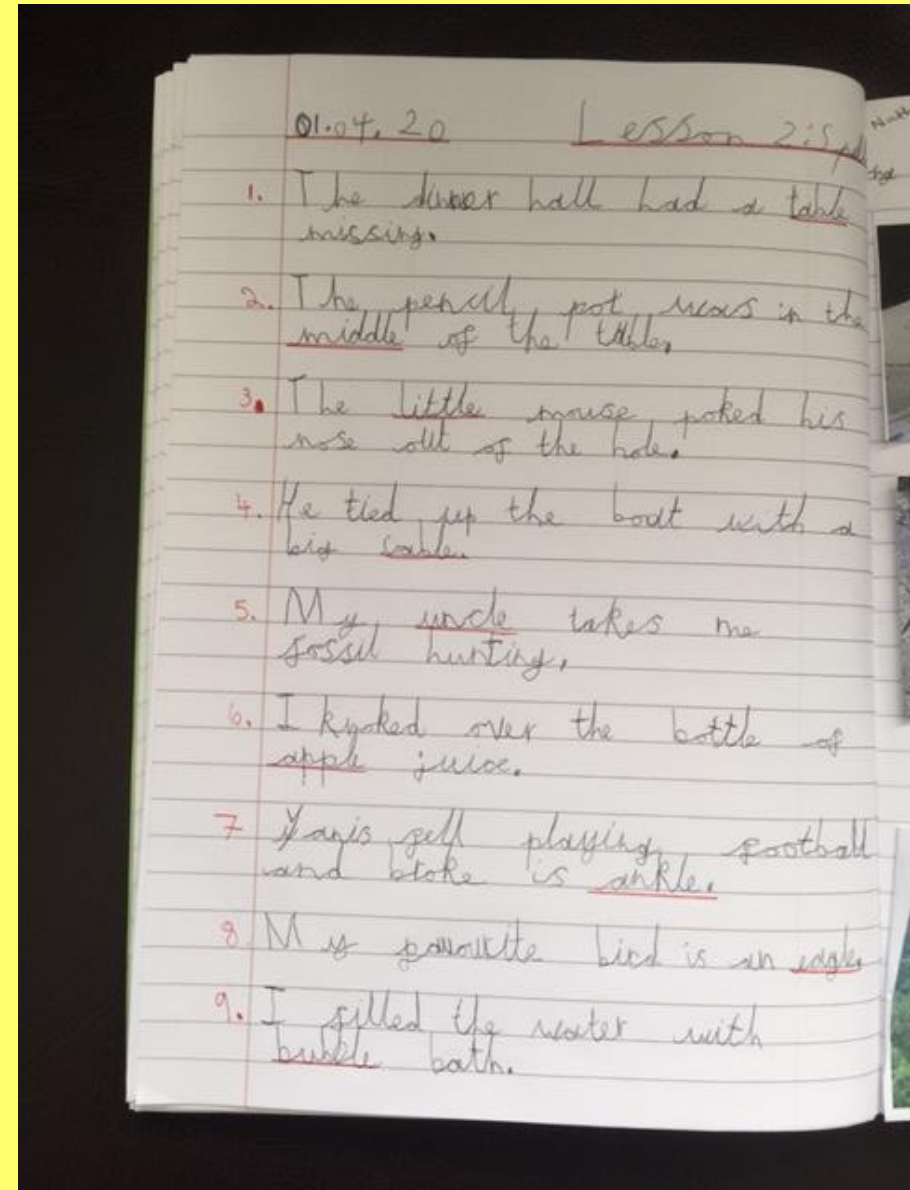 01.04.20 Lesson 2: Sp
1. The dinner hall had a table
missing.
2. The pencil pot was in the
middle of the table.
3. The little mouse poked his
nose out of the hole.
4. He tied up the boat with a
big cable.
5. My uncle takes me
fossil hunting.
6. I knoked over the bottle of
apple juice.
7 Yanis fell playing football
and broke is ankle.
8. My favourite bird is an eagle
9. I filled the water with
bubble bath.